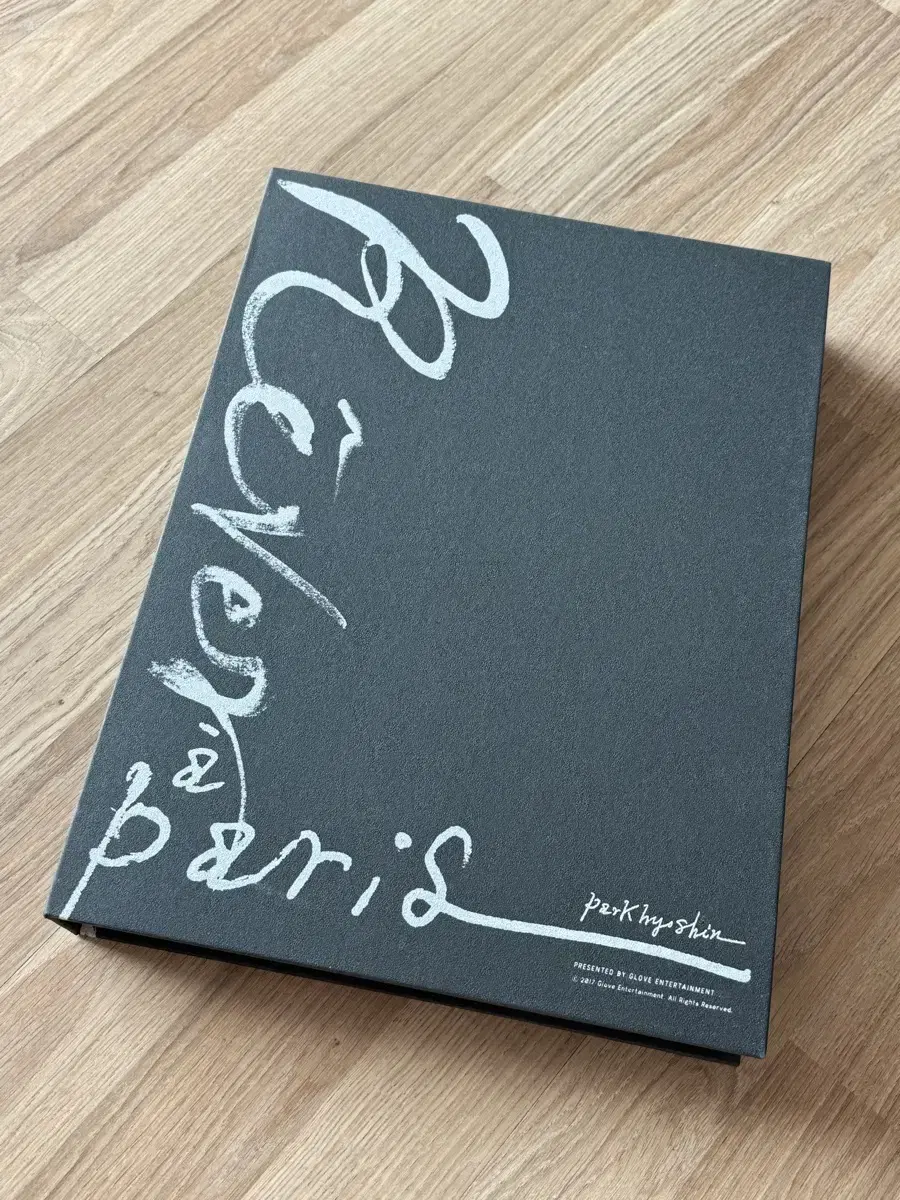 Rêver
à
paris
parkhyoshin
PRESENTED BY GLOVE ENTERTAINMENT
© 2017 Glove Entertainment. All Rights Reserved.